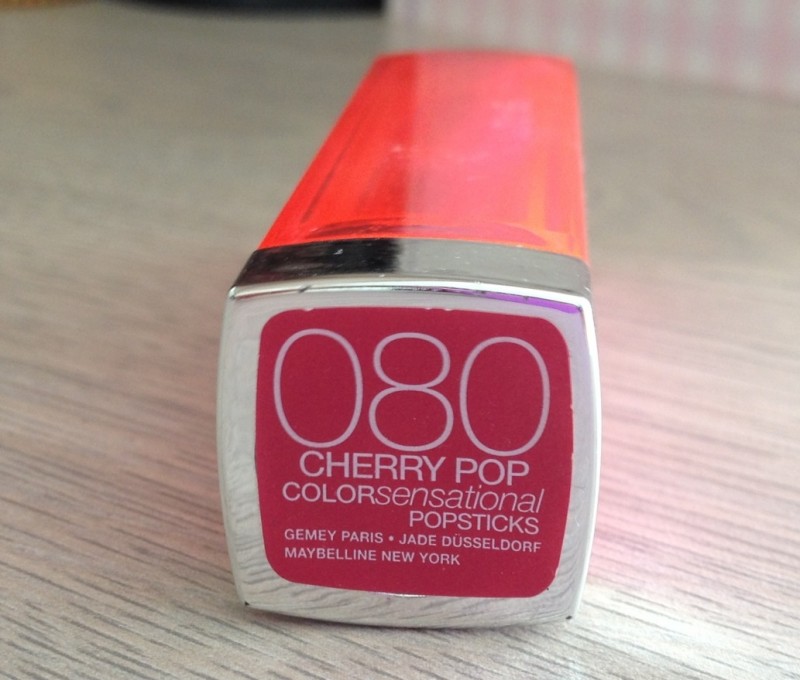 080
CHERRY POP
COLORsensational
POPSTICKS
GEMEY PARIS • JADE DÜSSELDORF
MAYBELLINE NEW YORK